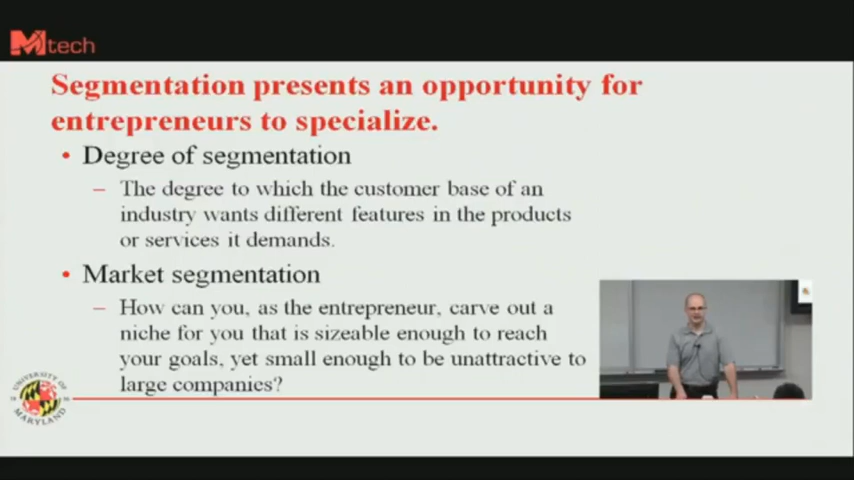 Mtech
Segmentation presents an opportunity for
entrepreneurs to specialize.
• Degree of segmentation
– The degree to which the customer base of an
industry wants different features in the products
or services it demands.
• Market segmentation
– How can you, as the entrepreneur, carve out a
niche for you that is sizeable enough to reach
your goals, yet small enough to be unattractive to
large companies?
UNIVERSITY OF
MARYLAND